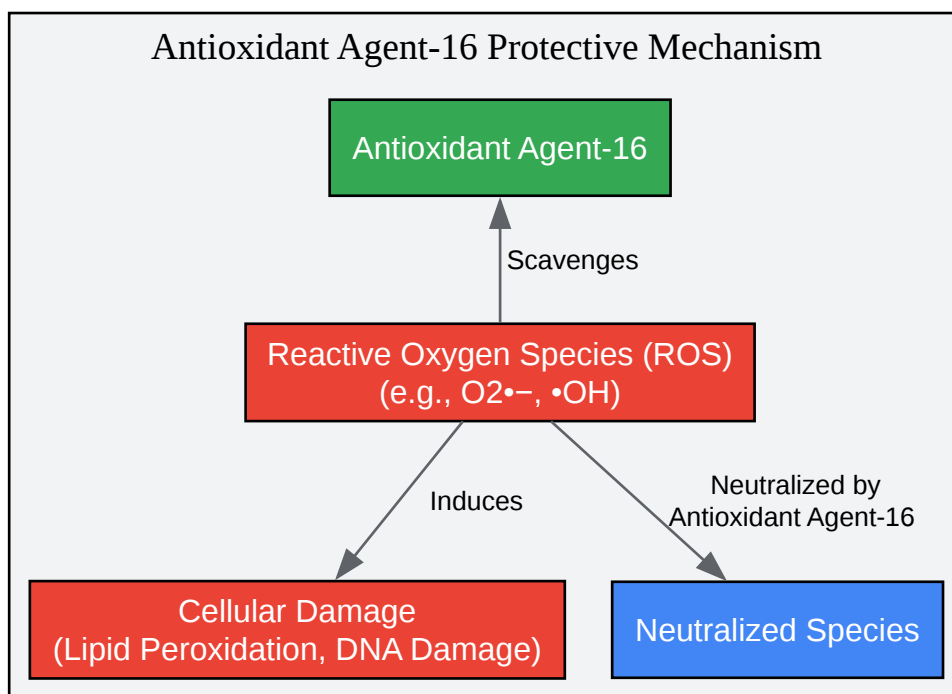 Antioxidant Agent-16 Protective Mechanism
Antioxidant Agent-16
Scavenges
Reactive Oxygen Species (ROS)
(e.g., O2•−, •OH)
Induces
Neutralized by
Antioxidant Agent-16
Cellular Damage
(Lipid Peroxidation, DNA Damage)
Neutralized Species